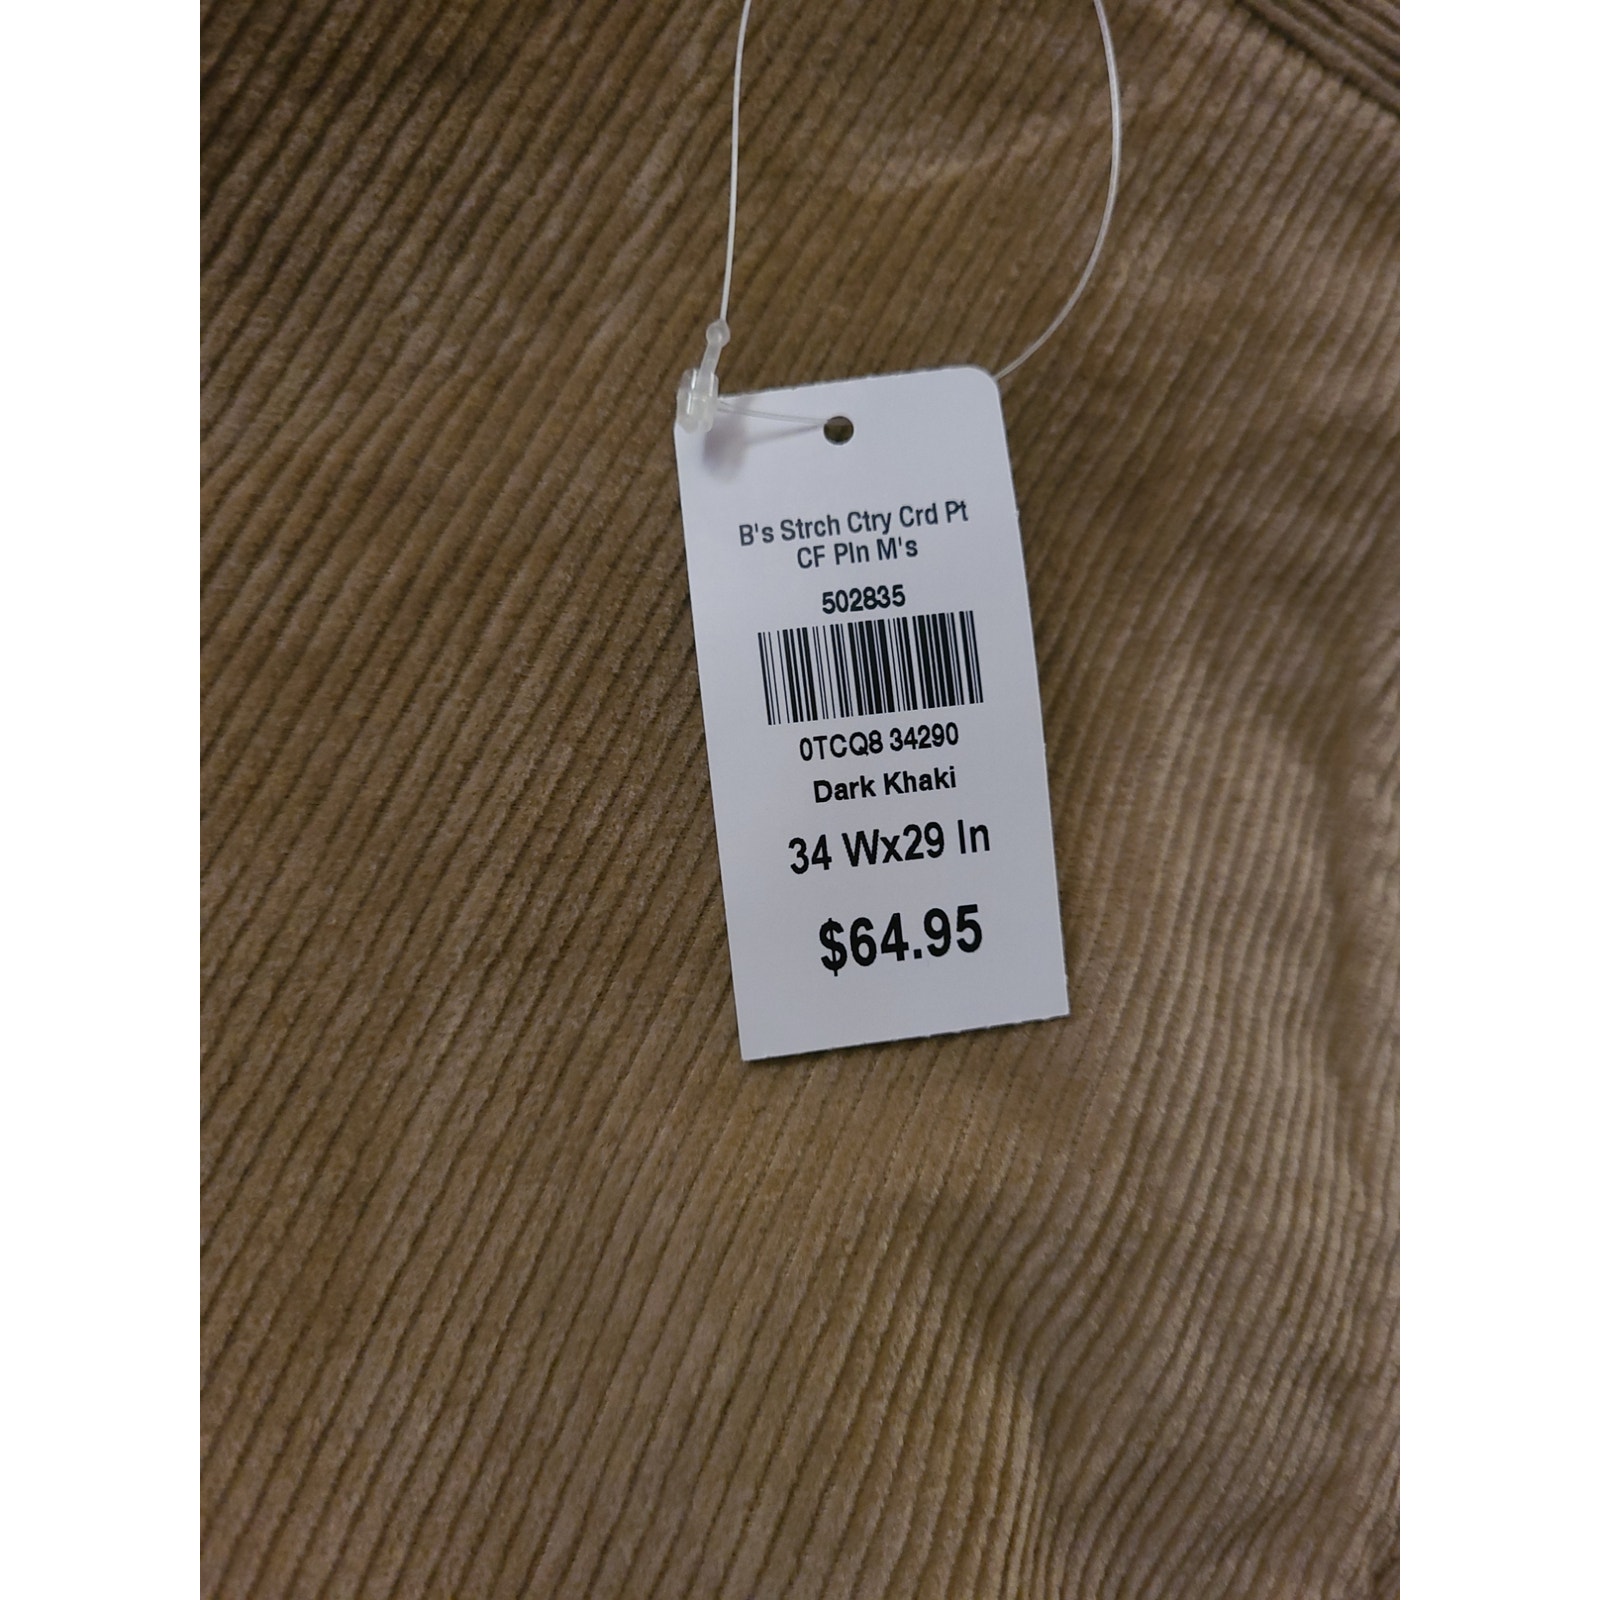 B's Strch Ctry Crd Pt
CF Pln M's
502835
0TCQ8 34290
Dark Khaki
34 Wx29 In
$64.95